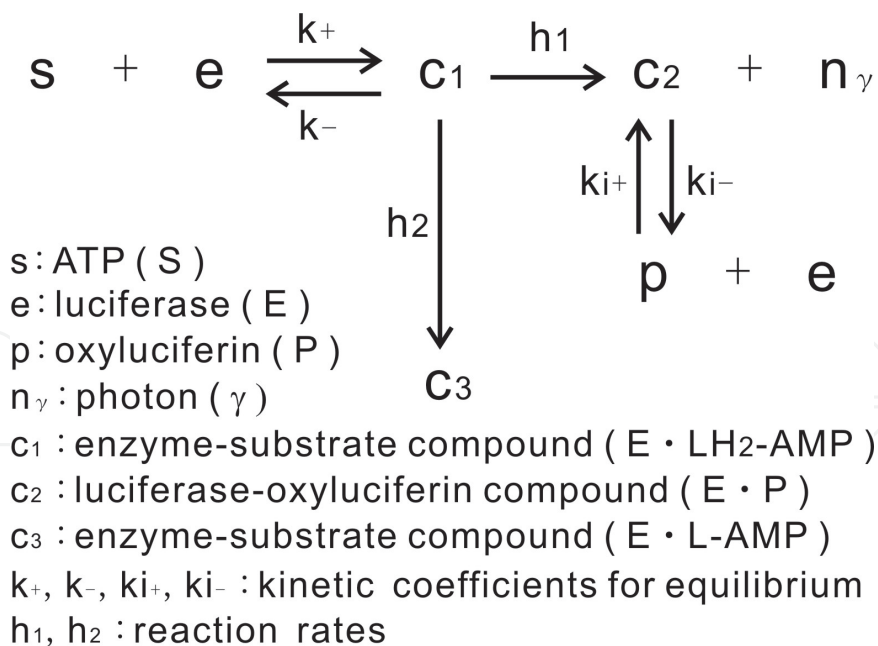 k+
h1
s + e c1 c2 + nγ
k−
ki+ ki−
h2
p + e
c3
s:ATP ( S )
e:luciferase ( E )
p:oxyluciferin ( P )
nγ:photon ( γ )
c1 :enzyme-substrate compound ( E・LH2-AMP )
c2 :luciferase-oxyluciferin compound ( E・P )
c3 :enzyme-substrate compound ( E・L-AMP )
k+, k−, ki+, ki− :kinetic coefficients for equilibrium
h1, h2 :reaction rates